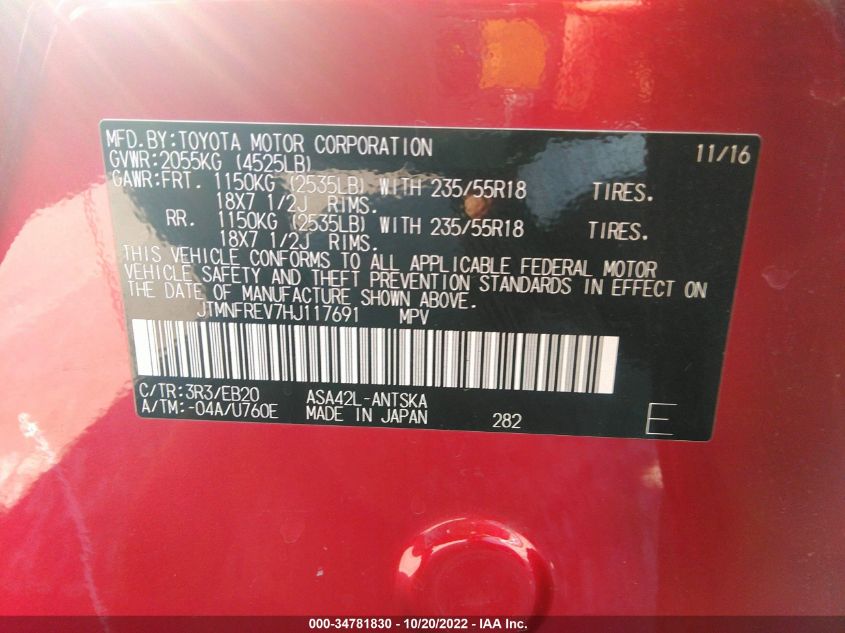 MFD.BY:TOYOTA MOTOR CORPORATION 11/16
GVWR:2055KG (4525LB)
GAWR:FRT. 1150KG (2535LB) WITH 235/55R18 TIRES.
18X7 1/2J RIMS.
RR. 1150KG (2535LB) WITH 235/55R18 TIRES.
18X7 1/2J RIMS.
THIS VEHICLE CONFORMS TO ALL APPLICABLE FEDERAL MOTOR
VEHICLE SAFETY AND THEFT PREVENTION STANDARDS IN EFFECT ON
THE DATE OF MANUFACTURE SHOWN ABOVE.
JTMNFREV7HJ117691 MPV
C/TR:3R3/EB20 ASA42L-ANTSKA
A/TM:-04A/U760E MADE IN JAPAN 282 E
000-34781830 - 10/20/2022 - IAA Inc.